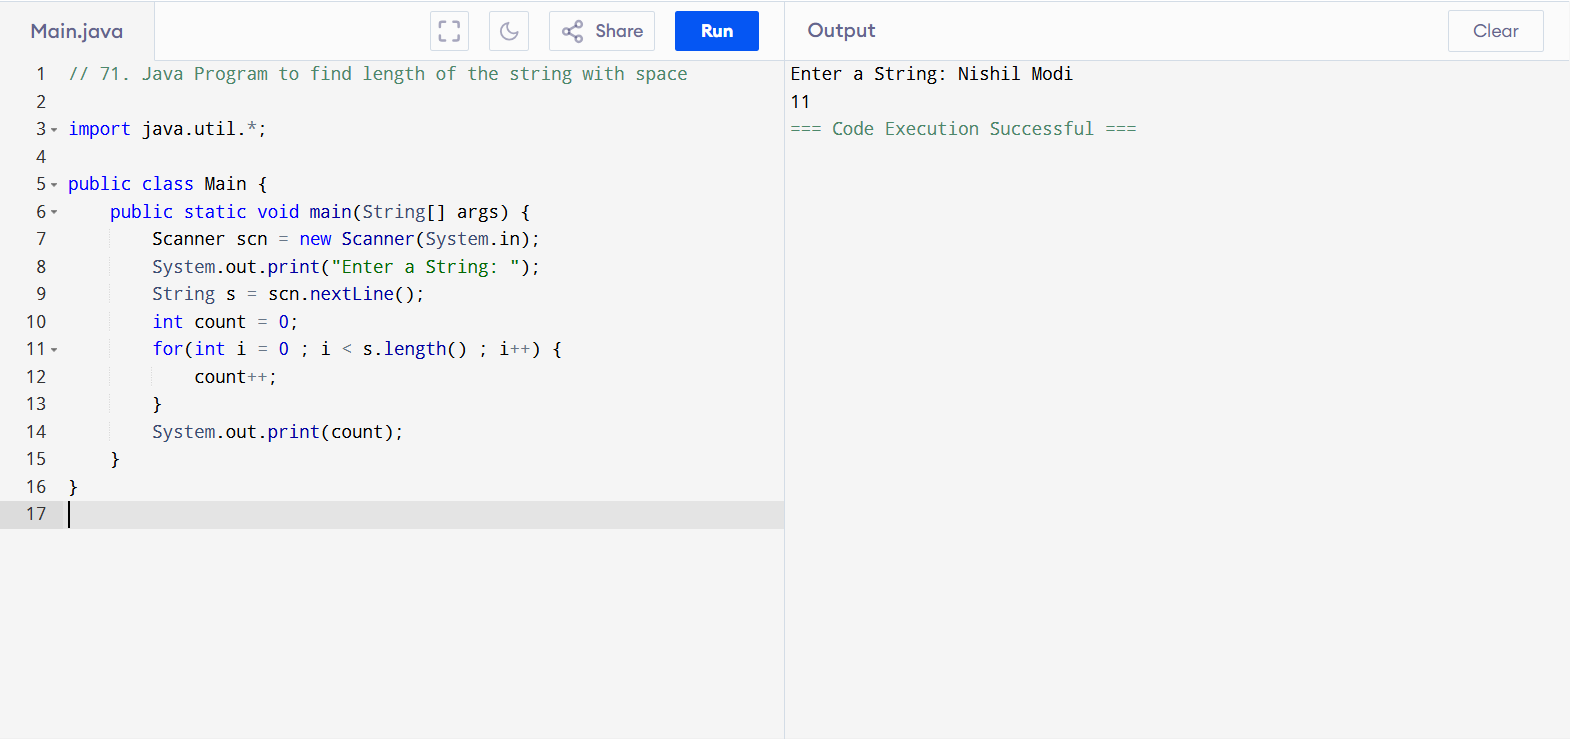 Main.java
Share
Run
Output
Clear
1 // 71. Java Program to find length of the string with space
2
3 import java.util.*;
4
5 public class Main {
6     public static void main(String[] args) {
7         Scanner scn = new Scanner(System.in);
8         System.out.print("Enter a String: ");
9         String s = scn.nextLine();
10         int count = 0;
11         for(int i = 0 ; i < s.length() ; i++) {
12             count++;
13         }
14         System.out.print(count);
15     }
16 }
17
Enter a String: Nishil Modi
11
=== Code Execution Successful ===